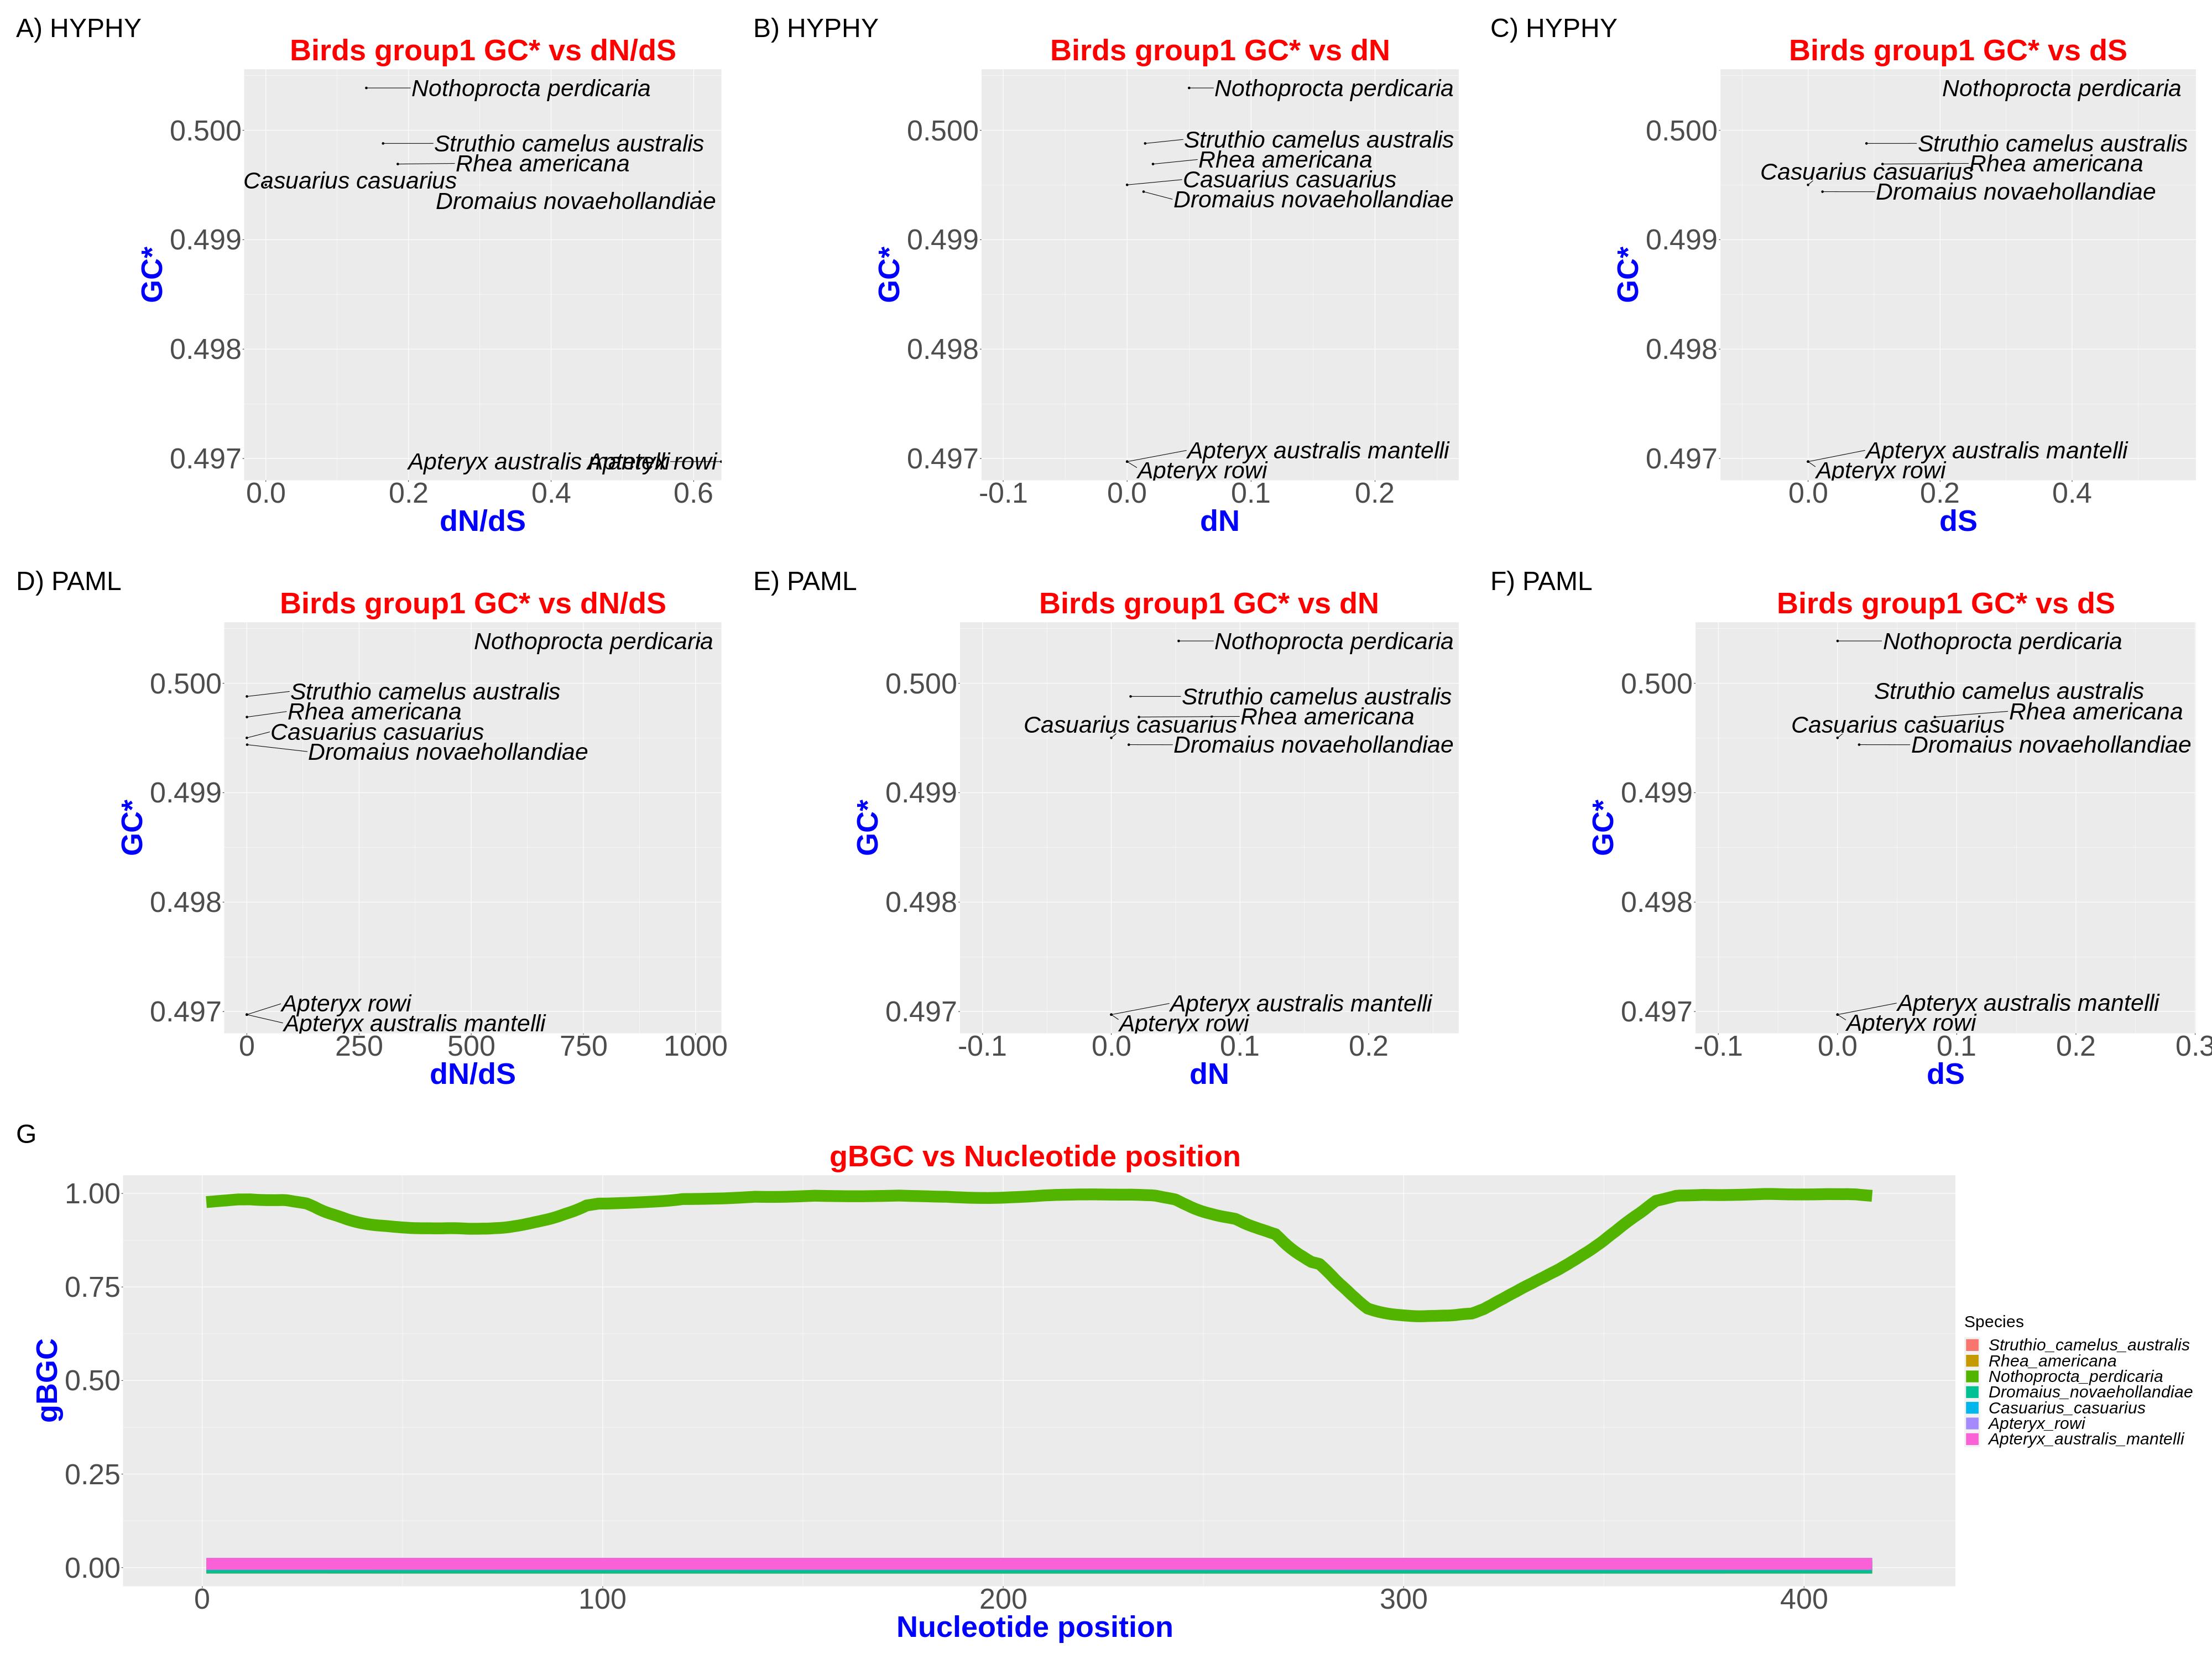 A) HYPHY
Birds group1 GC* vs dN/dS
Nothoprocta perdicaria
0.500
Struthio camelus australis
Rhea americana
Casuarius casuarius
Dromaius novaehollandiae
0.499
GC*
0.498
0.497
Apteryx australis mantelli
Apteryx rowi
0.0 0.2 0.4 0.6
dN/dS
B) HYPHY
Birds group1 GC* vs dN
Nothoprocta perdicaria
0.500
Struthio camelus australis
Rhea americana
Casuarius casuarius
Dromaius novaehollandiae
0.499
GC*
0.498
Apteryx australis mantelli
0.497
Apteryx rowi
-0.1 0.0 0.1 0.2
dN
C) HYPHY
Birds group1 GC* vs dS
Nothoprocta perdicaria
0.500
Struthio camelus australis
Rhea americana
Casuarius casuarius
Dromaius novaehollandiae
0.499
GC*
0.498
Apteryx australis mantelli
0.497
Apteryx rowi
0.0 0.2 0.4
dS
D) PAML
Birds group1 GC* vs dN/dS
Nothoprocta perdicaria
0.500
Struthio camelus australis
Rhea americana
Casuarius casuarius
Dromaius novaehollandiae
0.499
GC*
0.498
Apteryx rowi
0.497
Apteryx australis mantelli
0 250 500 750 1000
dN/dS
E) PAML
Birds group1 GC* vs dN
Nothoprocta perdicaria
0.500
Struthio camelus australis
Rhea americana
Casuarius casuarius
Dromaius novaehollandiae
0.499
GC*
0.498
Apteryx australis mantelli
0.497
Apteryx rowi
-0.1 0.0 0.1 0.2
dN
F) PAML
Birds group1 GC* vs dS
Nothoprocta perdicaria
0.500
Struthio camelus australis
Rhea americana
Casuarius casuarius
Dromaius novaehollandiae
0.499
GC*
0.498
Apteryx australis mantelli
0.497
Apteryx rowi
-0.1 0.0 0.1 0.2 0.3
dS
G
gBGC vs Nucleotide position
1.00
0.75
0.50
gBGC
0.25
0.00
0 100 200 300 400
Nucleotide position
Species
Struthio_camelus_australis
Rhea_americana
Nothoprocta_perdicaria
Dromaius_novaehollandiae
Casuarius_casuarius
Apteryx_rowi
Apteryx_australis_mantelli